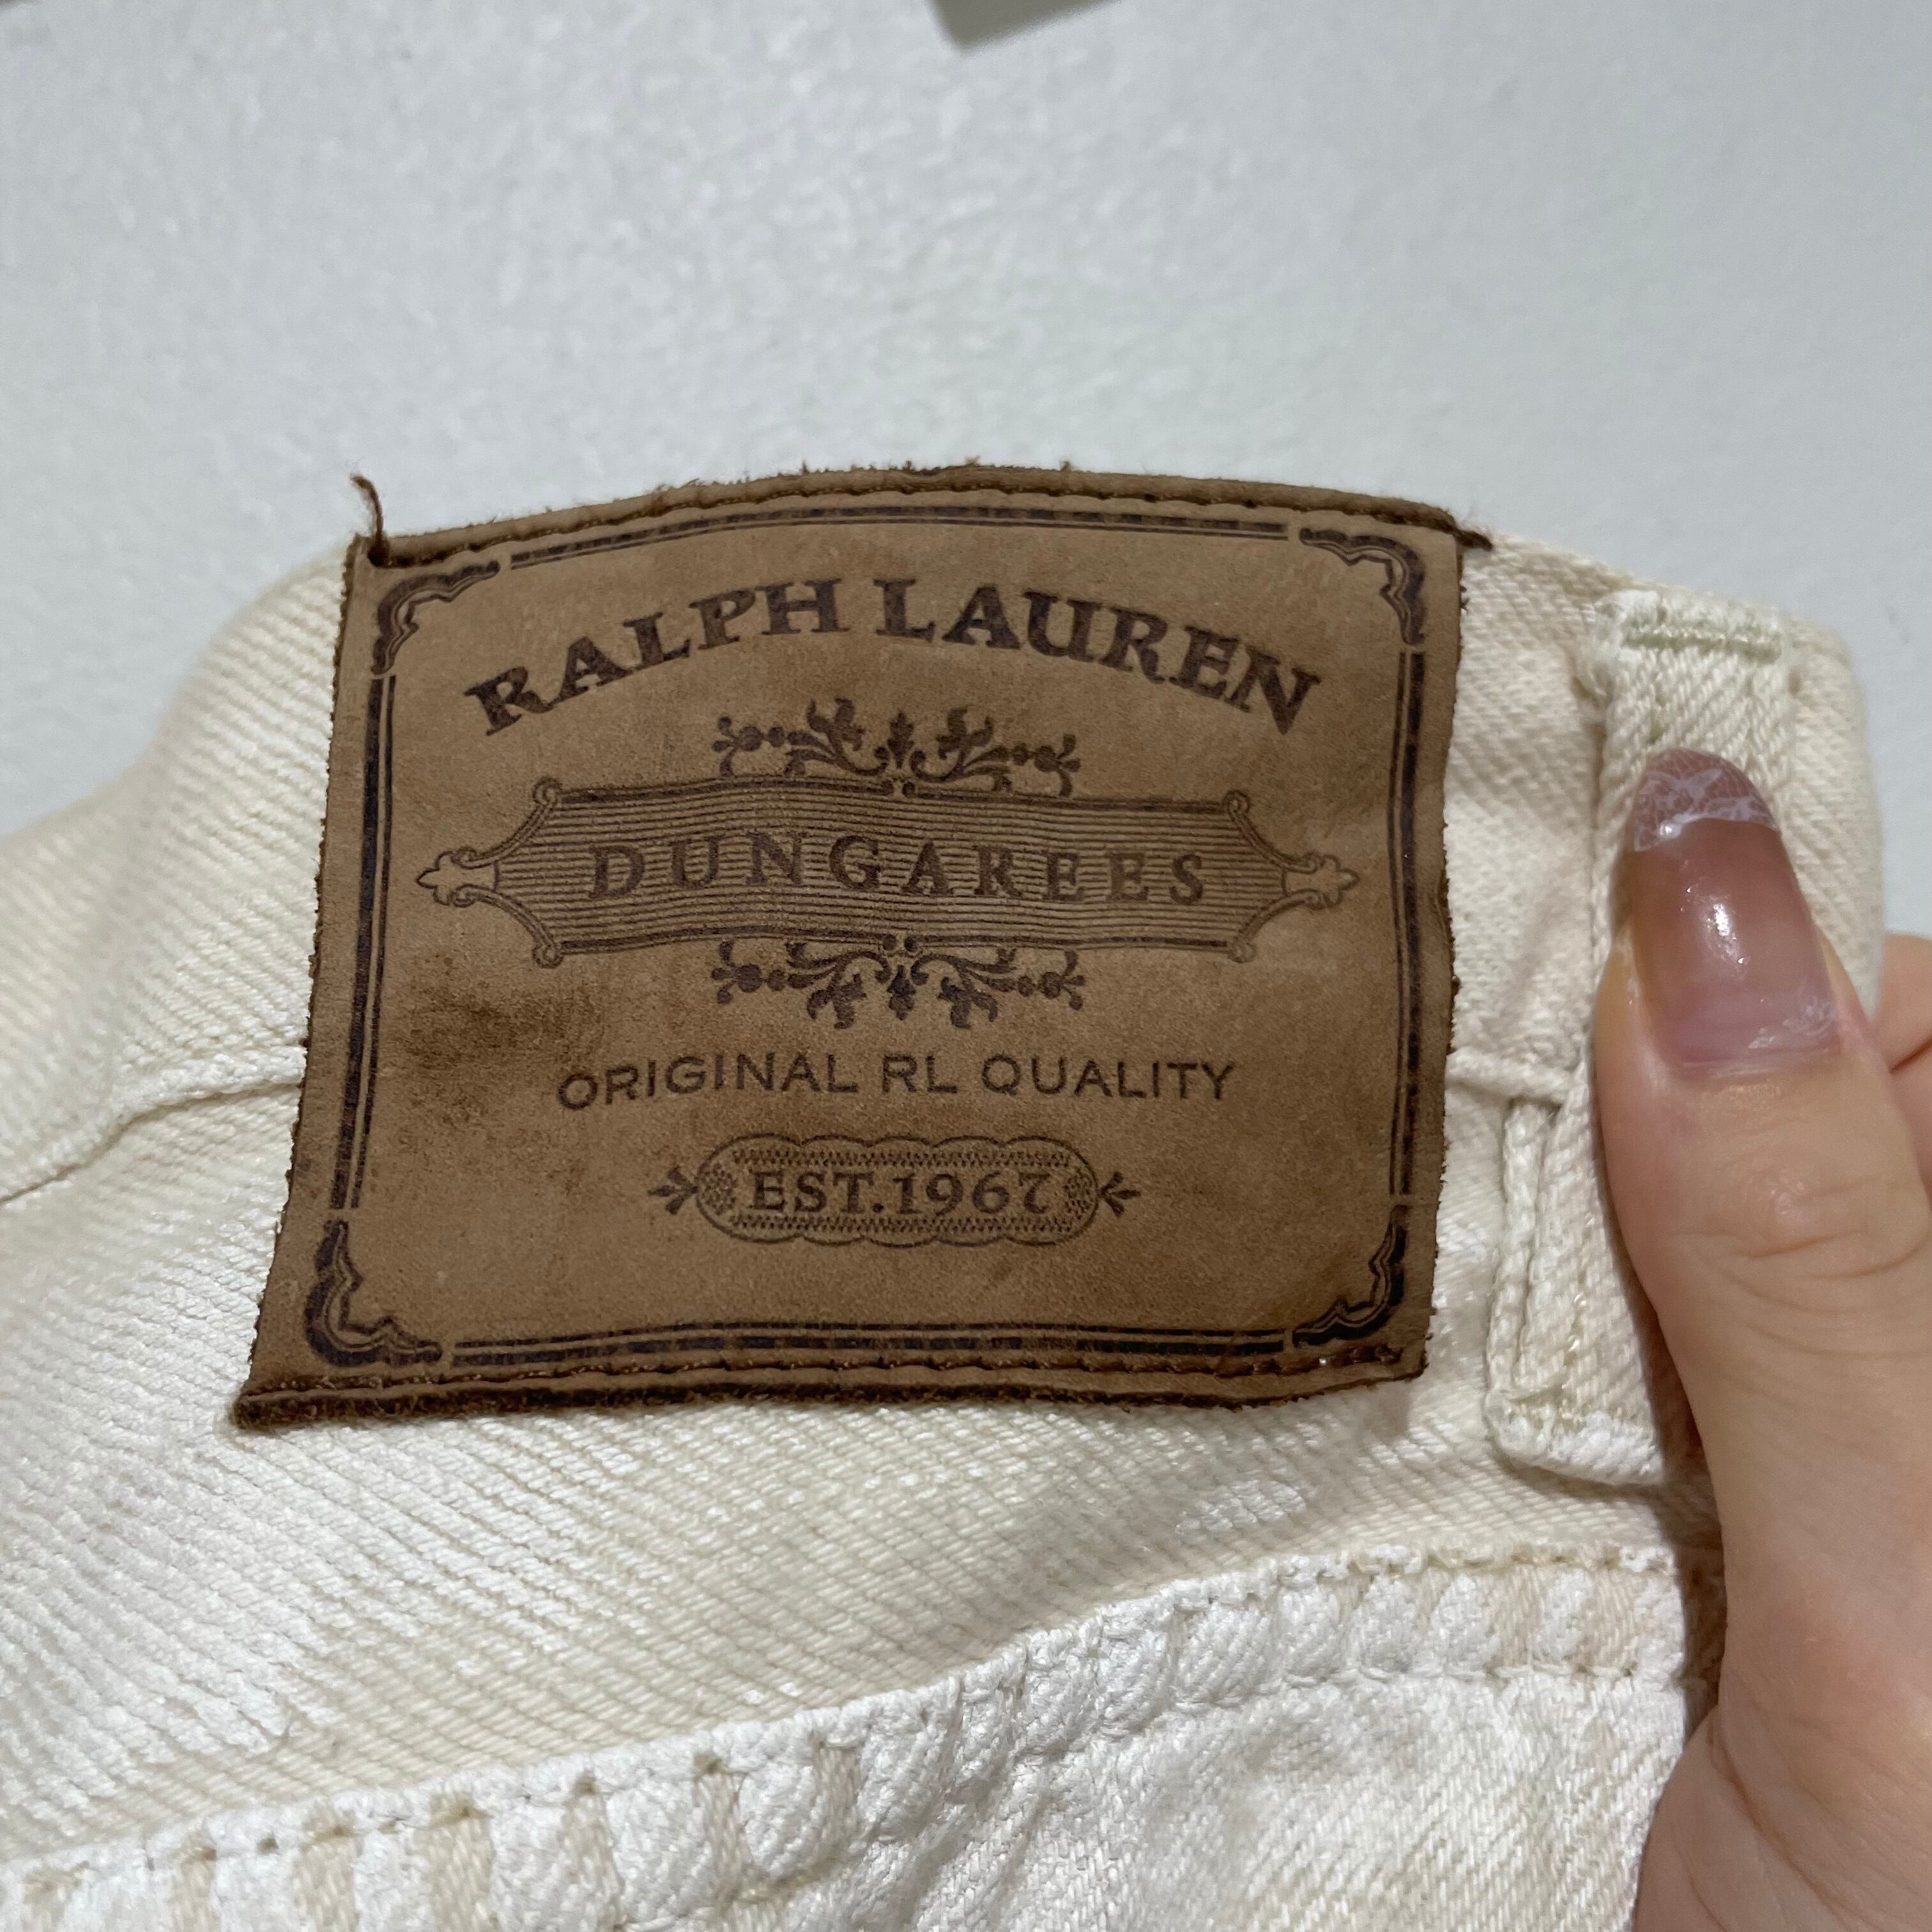 RALPH LAUREN
DUNGAREES
ORIGINAL RL QUALITY
EST.1967